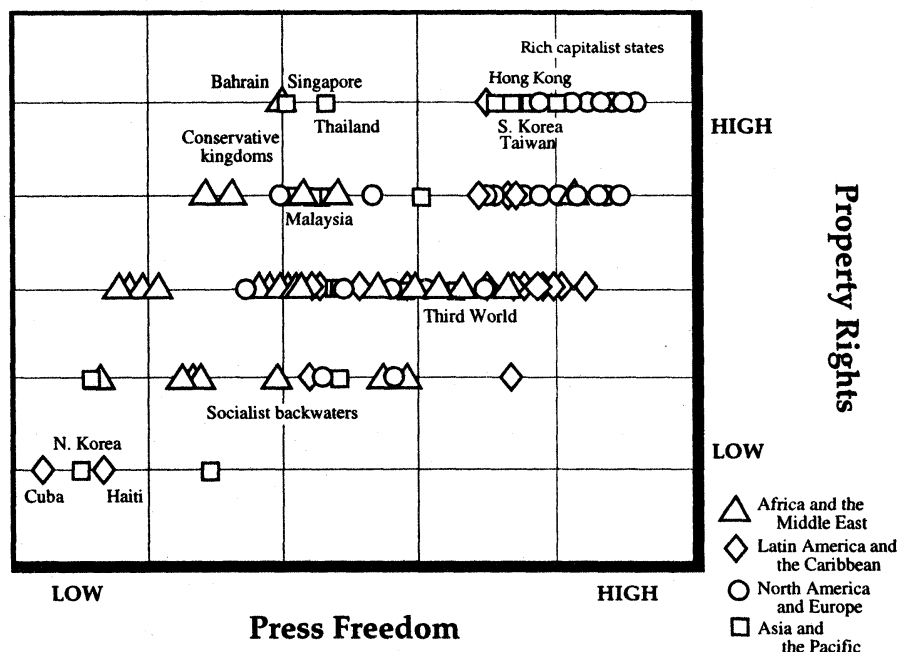 Rich capitalist states
Bahrain
Singapore
Hong Kong
Thailand
S. Korea
Taiwan
HIGH
Conservative
kingdoms
Malaysia
Third World
Property Rights
Socialist backwaters
N. Korea
LOW
Cuba
Haiti
Africa and the
Middle East
Latin America and
the Caribbean
North America
and Europe
Asia and
the Pacific
LOW
HIGH
Press Freedom